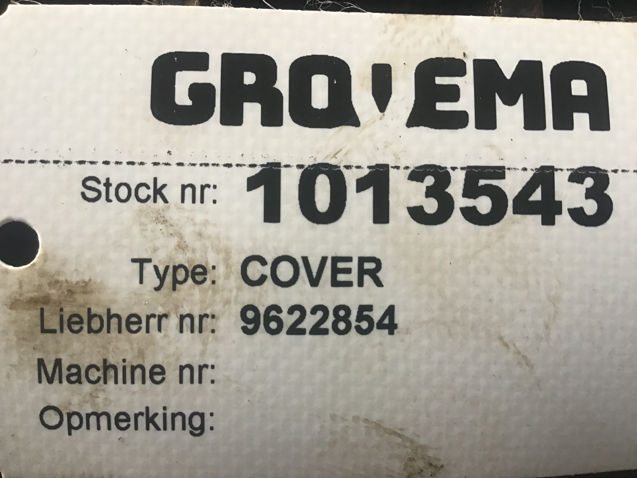 GROVEMA
Stock nr: 1013543
Type: COVER
Liebherr nr: 9622854
Machine nr:
Opmerking: